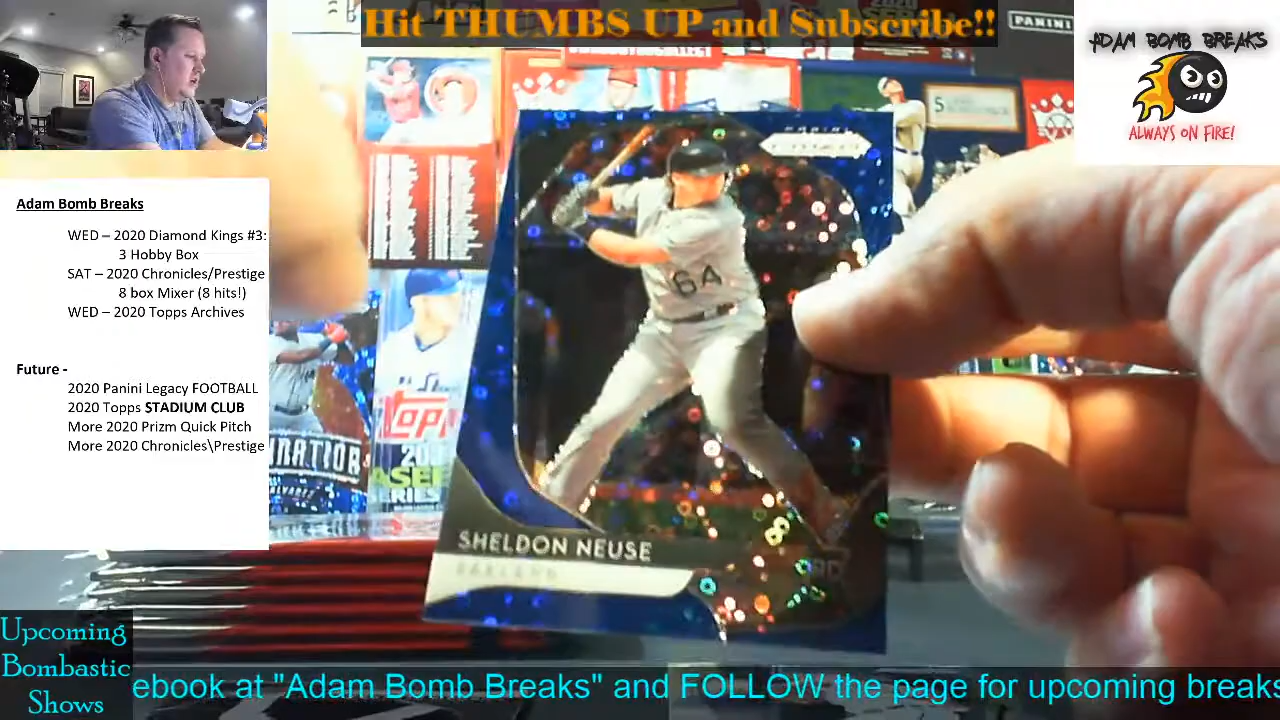 Hit THUMBS UP and Subscribe!!
PANINI
ADAM BOMB BREAKS
ALWAYS ON FIRE!
Adam Bomb Breaks
WED – 2020 Diamond Kings #3:
3 Hobby Box
SAT – 2020 Chronicles/Prestige
8 box Mixer (8 hits!)
WED – 2020 Topps Archives
Future -
2020 Panini Legacy FOOTBALL
2020 Topps STADIUM CLUB
More 2020 Prizm Quick Pitch
More 2020 Chronicles\Prestige
5
64
SHELDON NEUSE
OAKLAND
Upcoming
Bombastic
Shows
ebook at "Adam Bomb Breaks" and FOLLOW the page for upcoming breaks